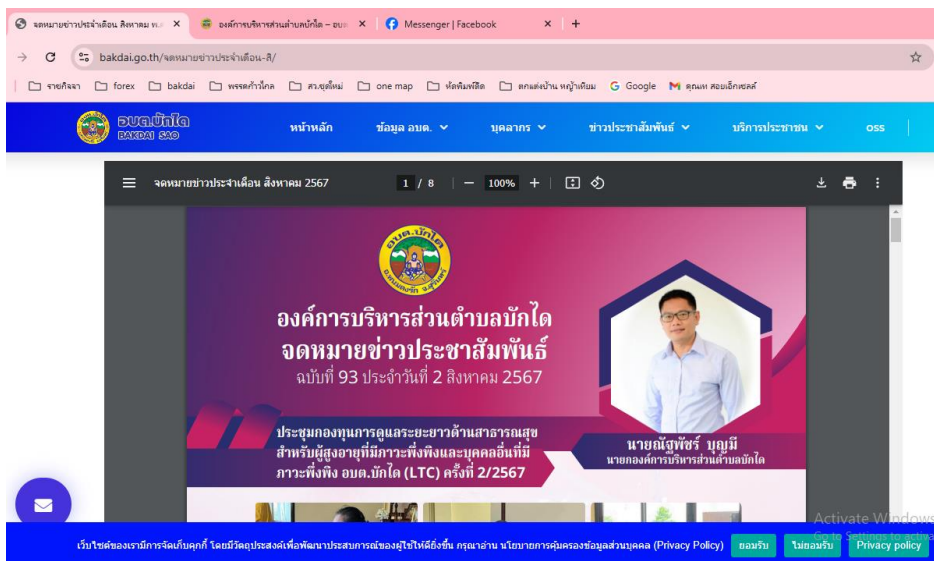 จดหมายข่าวประจำเดือน สิงหาคม พ.ศ
องค์การบริหารส่วนตำบลบักได – อบต
Messenger | Facebook
bakdai.go.th/จดหมายข่าวประจำเดือน-สิ/
รายกิจจา forex bakdai พรรคก้าวไกล one map หัดพิมพ์ดีด ตกแต่งบ้าน หญ้าเทียม Google
อบต.บักได
BAKDAI SAO
หน้าหลัก ข้อมูล อบต. บุคลากร ข่าวประชาสัมพันธ์ บริการประชาชน OSS
จดหมายข่าวประจำเดือน สิงหาคม 2567 1 / 8 100%
อบต.บักได
องค์การบริหารส่วนตำบลบักได
จดหมายข่าวประชาสัมพันธ์
ฉบับที่ 93 ประจำวันที่ 2 สิงหาคม 2567
ประชุมกองทุนการดูแลระยะยาวด้านสาธารณสุข
สำหรับผู้สูงอายุที่มีภาวะพึ่งพิงและบุคคลอื่นที่มี
ภาวะพึ่งพิง อบต.บักได (LTC) ครั้งที่ 2/2567
นายณัฐพัชร์ บุญมี
นายกองค์การบริหารส่วนตำบลบักได
Activate Windows
Go to Settings to activa
เว็บไซต์ของเรามีการจัดเก็บคุกกี้ โดยมีวัตถุประสงค์เพื่อพัฒนาประสบการณ์ของผู้ใช้ให้ดียิ่งขึ้น กรุณาอ่าน นโยบายการคุ้มครองข้อมูลส่วนบุคคล (Privacy Policy) ยอมรับ ไม่ยอมรับ Privacy policy